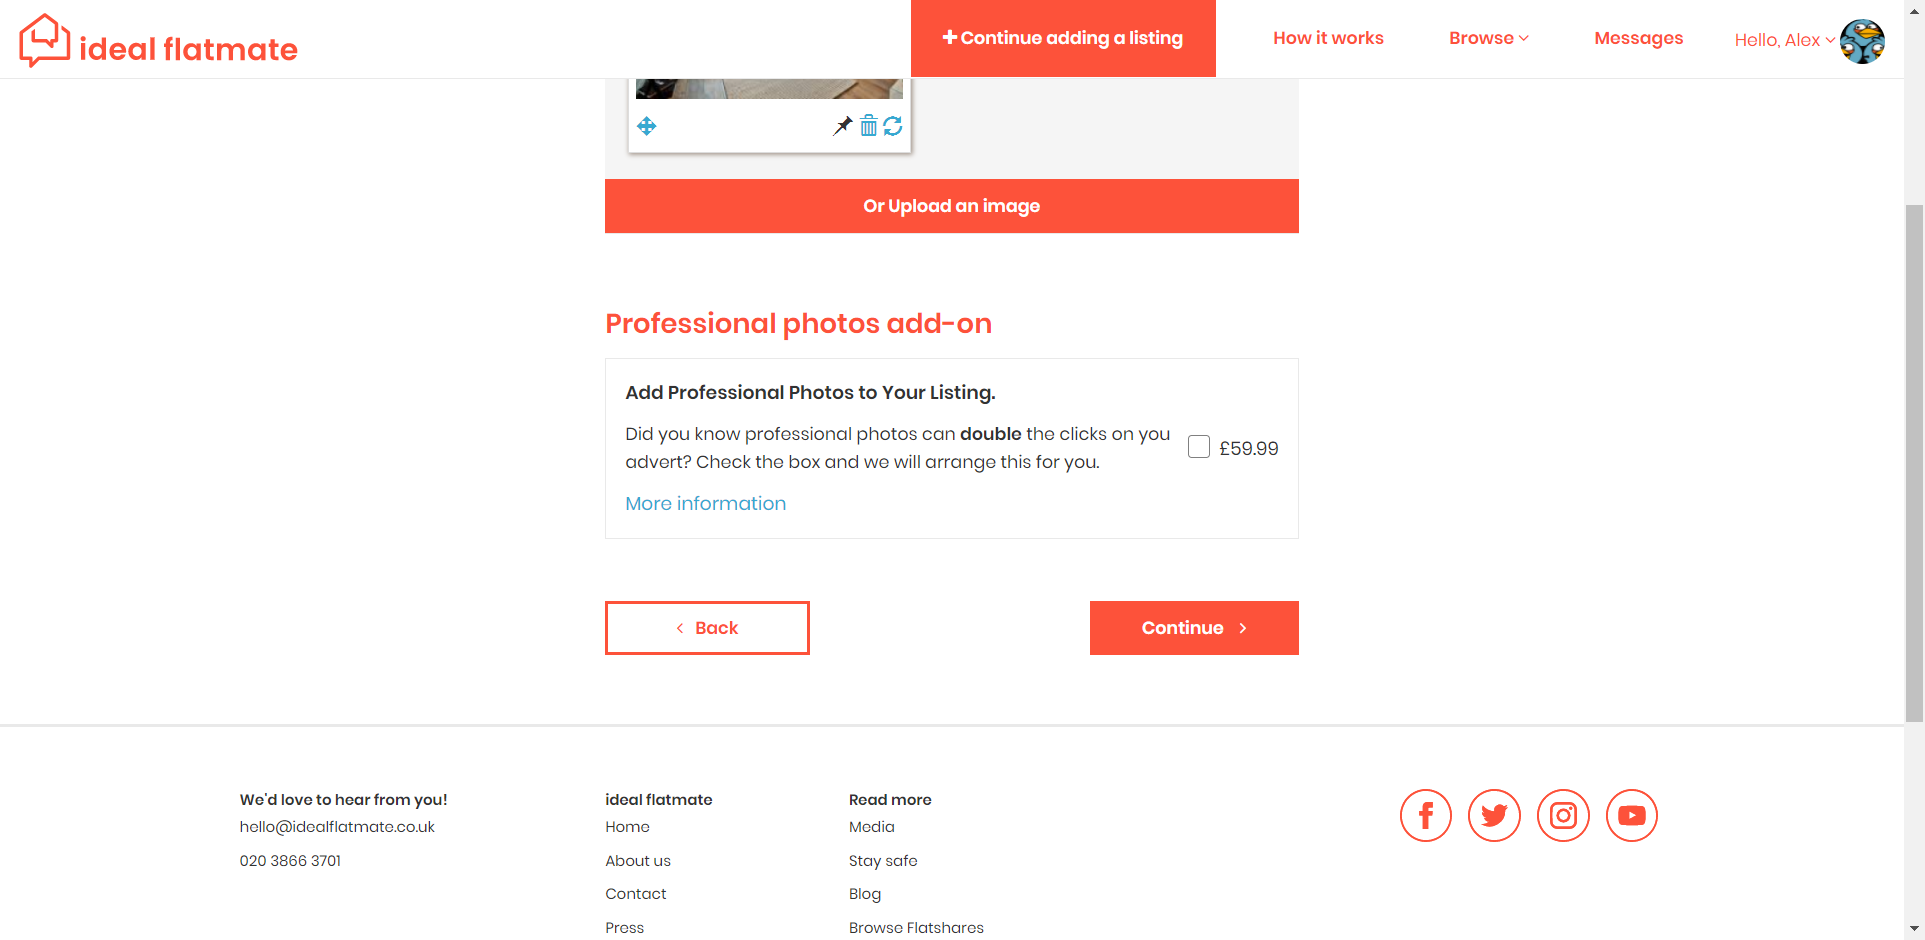 ideal flatmate
Continue adding a listing
How it works
Browse
Messages
Hello, Alex
Or Upload an image
Professional photos add-on
Add Professional Photos to Your Listing.
Did you know professional photos can double the clicks on you
advert? Check the box and we will arrange this for you.
£59.99
More information
Back
Continue
We'd love to hear from you!
hello@idealflatmate.co.uk
020 3866 3701
ideal flatmate
Home
About us
Contact
Press
Read more
Media
Stay safe
Blog
Browse Flatshares